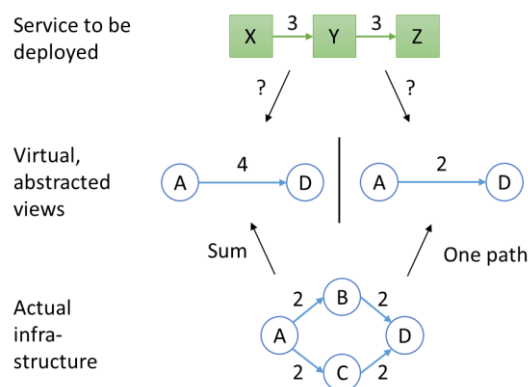 Service to be
deployed
X 3 Y 3 Z
? ?
Virtual,
abstracted
views
A 4 D A 2 D
Sum One path
Actual
infra-
structure
2 B 2
A D
2 C 2